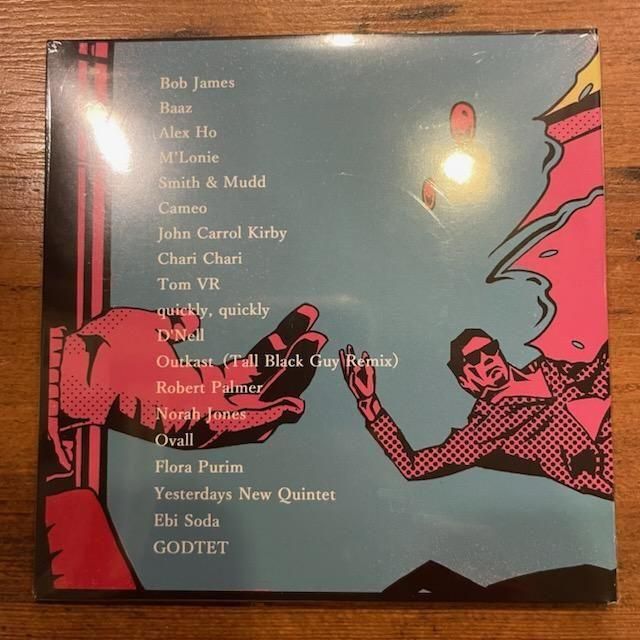 Bob James
Baaz
Alex Ho
M'Lonie
Smith & Mudd
Cameo
John Carrol Kirby
Chari Chari
Tom VR
quickly, quickly
D'Nell
Outkast (Tall Black Guy Remix)
Robert Palmer
Norah Jones
Ovall
Flora Purim
Yesterdays New Quintet
Ebi Soda
GODTET